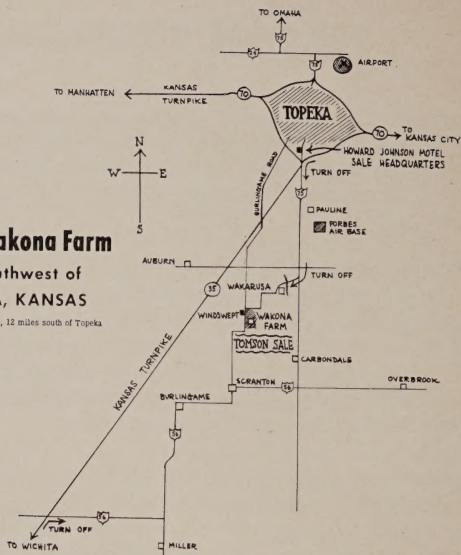 TO OMAHA
75
24
75
AIRPORT
TO MANHATTEN
KANSAS
TURNPIKE
70
TOPEKA
70
TO
KANSAS CITY
HOWARD JOHNSON MOTEL
SALE HEADQUARTERS
TURN OFF
N
W
E
S
BURLINGAME ROAD
75
PAULINE
FORBES
AIR BASE
akona Farm
uthwest of
A, KANSAS
, 12 miles south of Topeka
AUBURN
35
WAKARUSA
TURN OFF
WINDSWEPT
WAKONA
FARM
TOMSON SALE
CARBONDALE
KANSAS TURNPIKE
SCRANTON
56
OVERBROOK
BURLINGAME
56
56
TURN OFF
TO WICHITA
MILLER